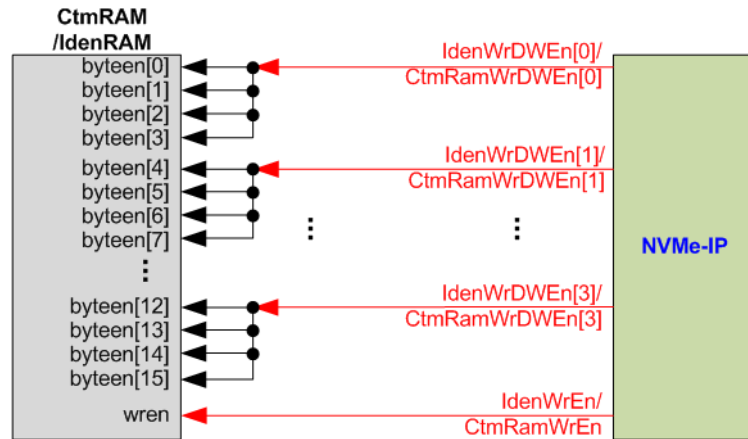 CtmRAM
/IdenRAM
byteen[0]
byteen[1]
byteen[2]
byteen[3]
byteen[4]
byteen[5]
byteen[6]
byteen[7]
byteen[12]
byteen[13]
byteen[14]
byteen[15]
wren
IdenWrDWEn[0]/
CtmRamWrDWEn[0]
IdenWrDWEn[1]/
CtmRamWrDWEn[1]
IdenWrDWEn[3]/
CtmRamWrDWEn[3]
IdenWrEn/
CtmRamWrEn
NVMe-IP